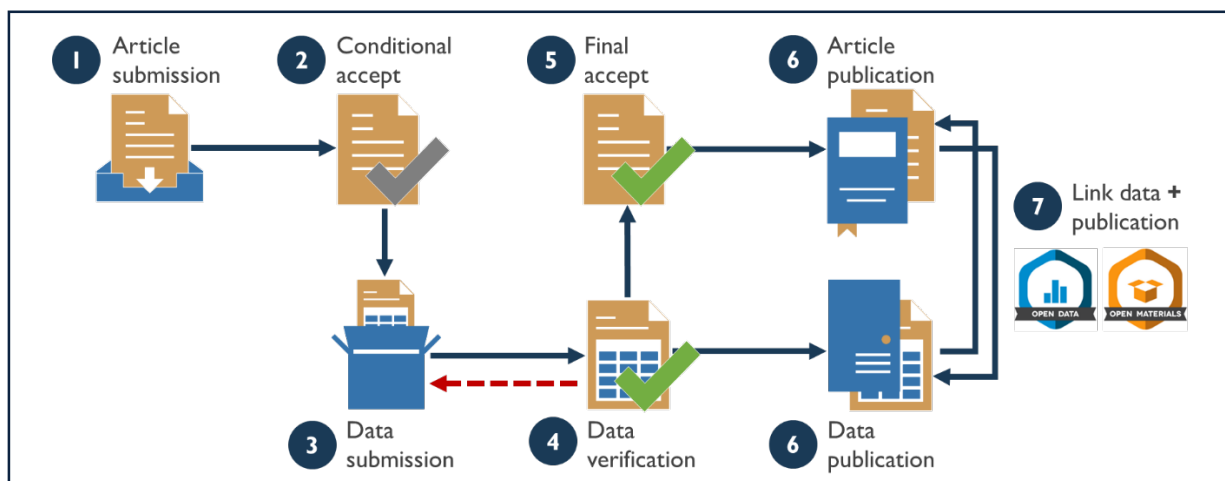 1 Article
submission
2 Conditional
accept
5 Final
accept
6 Article
publication
7 Link data +
publication
OPEN DATA
OPEN MATERIALS
3 Data
submission
4 Data
verification
6 Data
publication